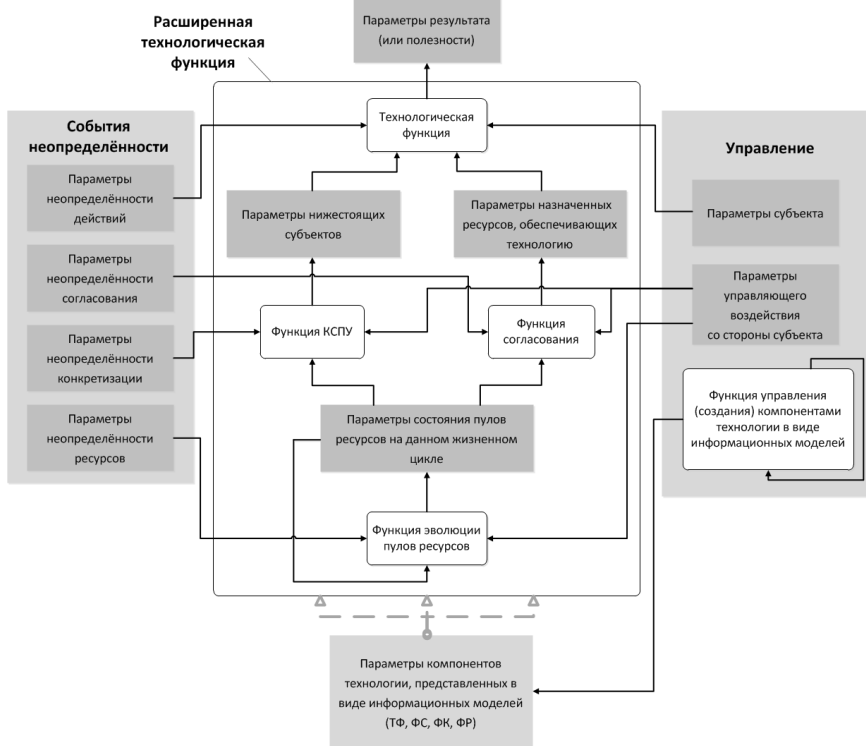 Параметры результата
(или полезности)
Расширенная
технологическая
функция
События
неопределённости
Параметры
неопределённости
действий
Параметры
неопределённости
согласования
Параметры
неопределённости
конкретизации
Параметры
неопределённости
ресурсов
Технологическая
функция
Параметры нижестоящих
субъектов
Параметры назначенных
ресурсов, обеспечивающих
технологию
Функция КСПУ
Функция
согласования
Параметры состояния пулов
ресурсов на данном жизненном
цикле
Функция эволюции
пулов ресурсов
Управление
Параметры субъекта
Параметры
управляющего
воздействия
со стороны субъекта
Функция управления
(создания) компонентами
технологии в виде
информационных моделей
Параметры компонентов
технологии, представленных в
виде информационных моделей
(ТФ, ФС, ФК, ФР)